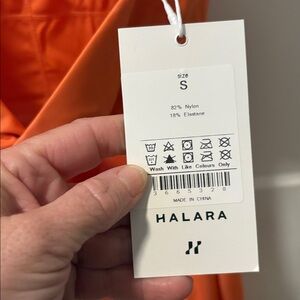 SIZE
S
82% Nylon
18% Elastane
Wash With Like Colours Only
MADE IN CHINA
HALARA